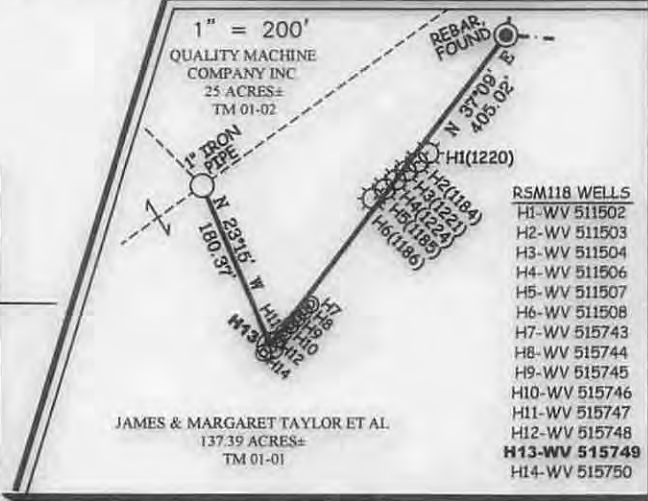 1" = 200'
QUALITY MACHINE
COMPANY INC
25 ACRES±
TM 01-02
REBAR,
FOUND
N 37°09' E
405.02'
1" IRON
PIPE
N 23°15' W
180.37'
H1(1220)
H2(1184)
H3(1221)
H4(1224)
H5(1185)
H6(1186)
H7
H8
H9
H10
H11
H12
H13
H14
JAMES & MARGARET TAYLOR ET AL
137.39 ACRES±
TM 01-01
RSM118 WELLS
H1-WV 511502
H2-WV 511503
H3-WV 511504
H4-WV 511506
H5-WV 511507
H6-WV 511508
H7-WV 515743
H8-WV 515744
H9-WV 515745
H10-WV 515746
H11-WV 515747
H12-WV 515748
H13-WV 515749
H14-WV 515750